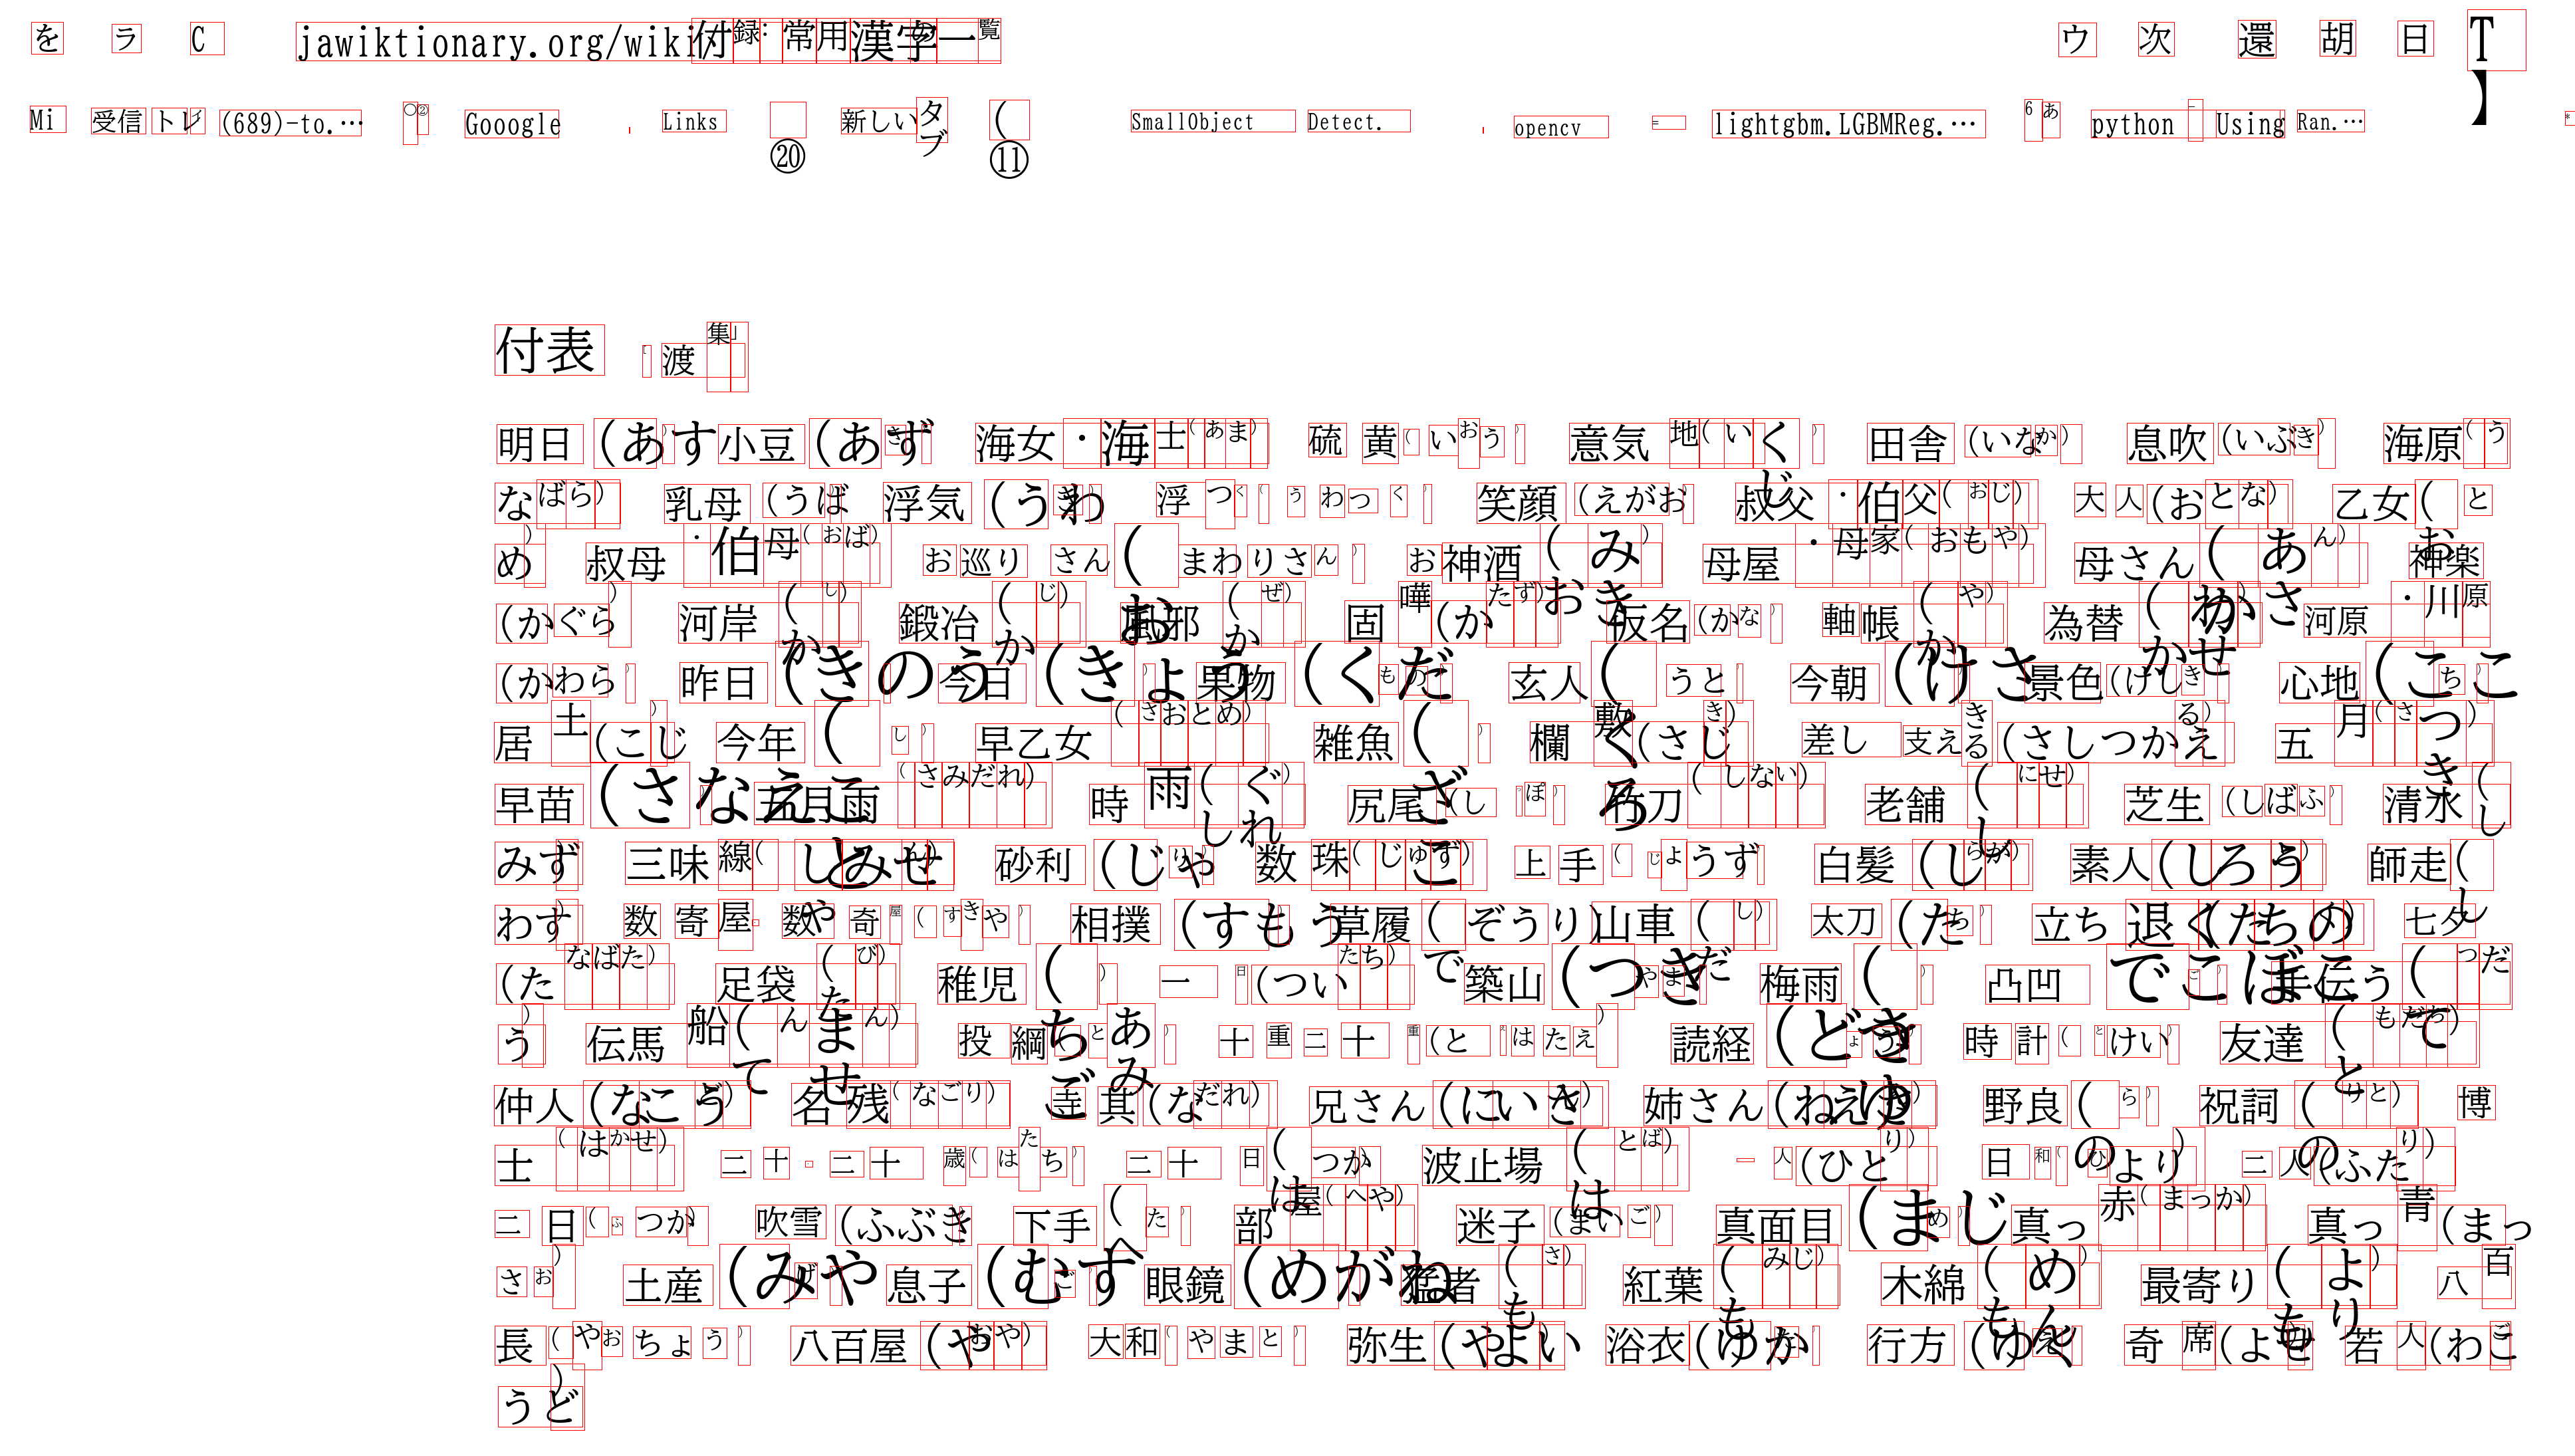 を ラ C jawiktionary.org/wiki/付録:常用漢字の一覧 ウ 次 還 胡 日 T】
Mi 受信トレイ (689)-to.… ○② Gooogle Links ⑳ 新しいタブ (⑪ SmallObject Detect. opencv = lightgbm.LGBMReg.… 6 あ python - Using Ran.…
付表 [渡集」
明日(あす)小豆(あずき) 海女・海士(あま) 硫黄(いおう) 意気地(いくじ) 田舎(いなか) 息吹(いぶき) 海原(う
なばら) 乳母(うば) 浮気(うわき) 浮つく(うわつく) 笑顔(えがお) 叔父・伯父(おじ) 大人(おとな) 乙女(おと
め) 叔母・伯母(おば) お巡りさん(おまわりさん) お神酒(おみき) 母屋・母家(おもや) 母さん(かあさん) 神楽
(かぐら) 河岸(かし) 鍛冶(かじ) 風邪(かぜ) 固唾(かたず) 仮名(かな) 蚊帳(かや) 為替(かわせ) 河原・川原
(かわら) 昨日(きのう) 今日(きょう) 果物(くだもの) 玄人(くろうと) 今朝(けさ) 景色(けしき) 心地(ここち)
居士(こじ) 今年(ことし) 早乙女(さおとめ) 雑魚(ざこ) 欄敷(さじき) 差し支える(さしつかえる) 五月(さつき)
早苗(さなえ) 五月雨(さみだれ) 時雨(しぐれ) 尻尾(しっぽ) 竹刀(しない) 老舗(しにせ) 芝生(しばふ) 清水(し
みず) 三味線(しゃみせん) 砂利(じゃり) 数珠(じゅず) 上手(じょうず) 白髪(しらが) 素人(しろうと) 師走(し
わす) 数寄屋・数奇屋(すきや) 相撲(すもう) 草履(ぞうり)山車(だし) 太刀(たち) 立ち退く(たちのく) 七夕
(たなばた) 足袋(たび) 稚児(ちご) 一日(ついたち) 築山(つきやま) 梅雨(つゆ) 凸凹(でこぼこ) 手伝う(てつだ
う) 伝馬船(てんません) 投網(とあみ) 十重二十重(とえはたえ) 読経(どきょう) 時計(とけい) 友達(ともだち)
仲人(なこうど) 名残(なごり) 雪其(なだれ) 兄さん(にいさん) 姉さん(ねえさん) 野良(のら) 祝詞(のりと) 博
士(はかせ) 二十・二十歳(はたち) 二十日(はつか) 波止場(はとば) 一人(ひとり) 日和(ひより) 二人(ふたり)
二日(ふつか) 吹雪(ふぶき) 下手(へた) 部屋(へや) 迷子(まいご) 真面目(まじめ) 真っ赤(まっか) 真っ青(まっ
さお) 土産(みやげ) 息子(むすこ) 眼鏡(めがね) 猛者(もさ) 紅葉(もみじ) 木綿(もめん) 最寄り(もより) 八百
長(やおちょう) 八百屋(やおや) 大和(やまと) 弥生(やよい) 浴衣(ゆかた) 行方(ゆくえ) 寄席(よせ) 若人(わこ
うど)